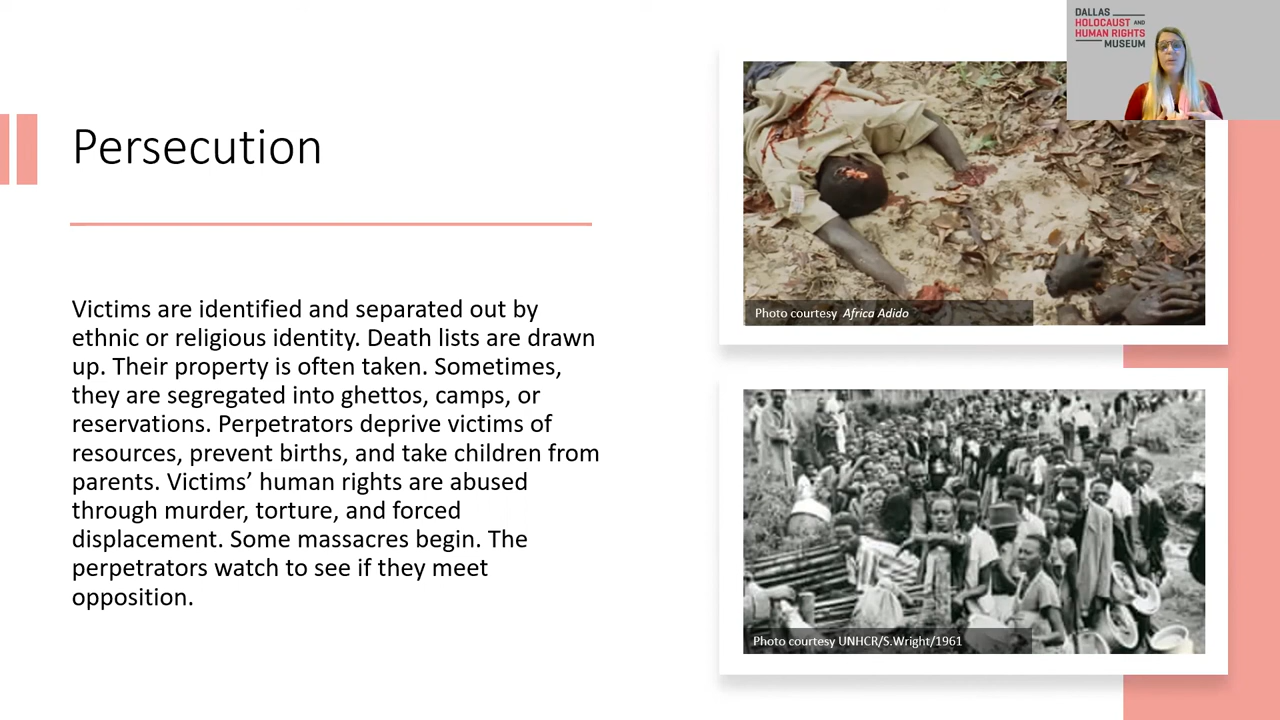 DALLAS
HOLOCAUST AND
HUMAN RIGHTS
MUSEUM
Persecution
Victims are identified and separated out by
ethnic or religious identity. Death lists are drawn
up. Their property is often taken. Sometimes,
they are segregated into ghettos, camps, or
reservations. Perpetrators deprive victims of
resources, prevent births, and take children from
parents. Victims’ human rights are abused
through murder, torture, and forced
displacement. Some massacres begin. The
perpetrators watch to see if they meet
opposition.
Photo courtesy Africa Adido
Photo courtesy UNHCR/S.Wright/1961